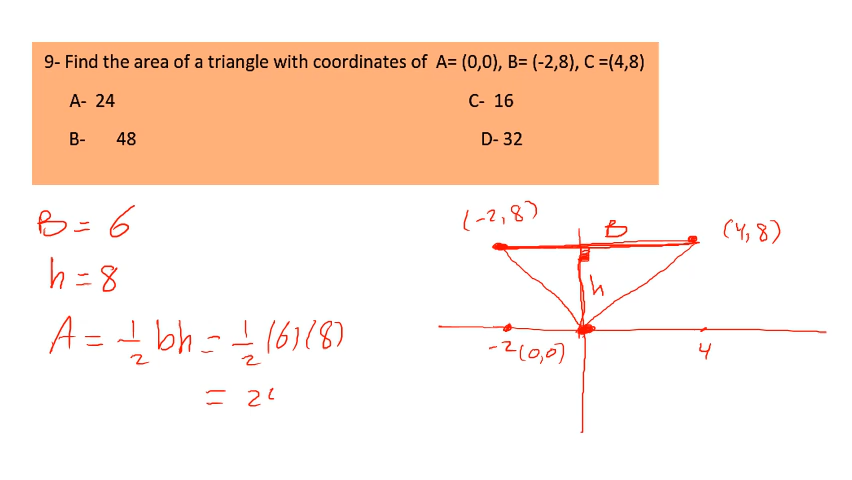 9- Find the area of a triangle with coordinates of A= (0,0), B= (-2,8), C =(4,8)
A- 24
C- 16
B- 48
D- 32
B = 6
h = 8
A = 1/2 bh = 1/2 (6)(8)
= 2
(-2,8)
B
(4,8)
h
-2
(0,0)
4